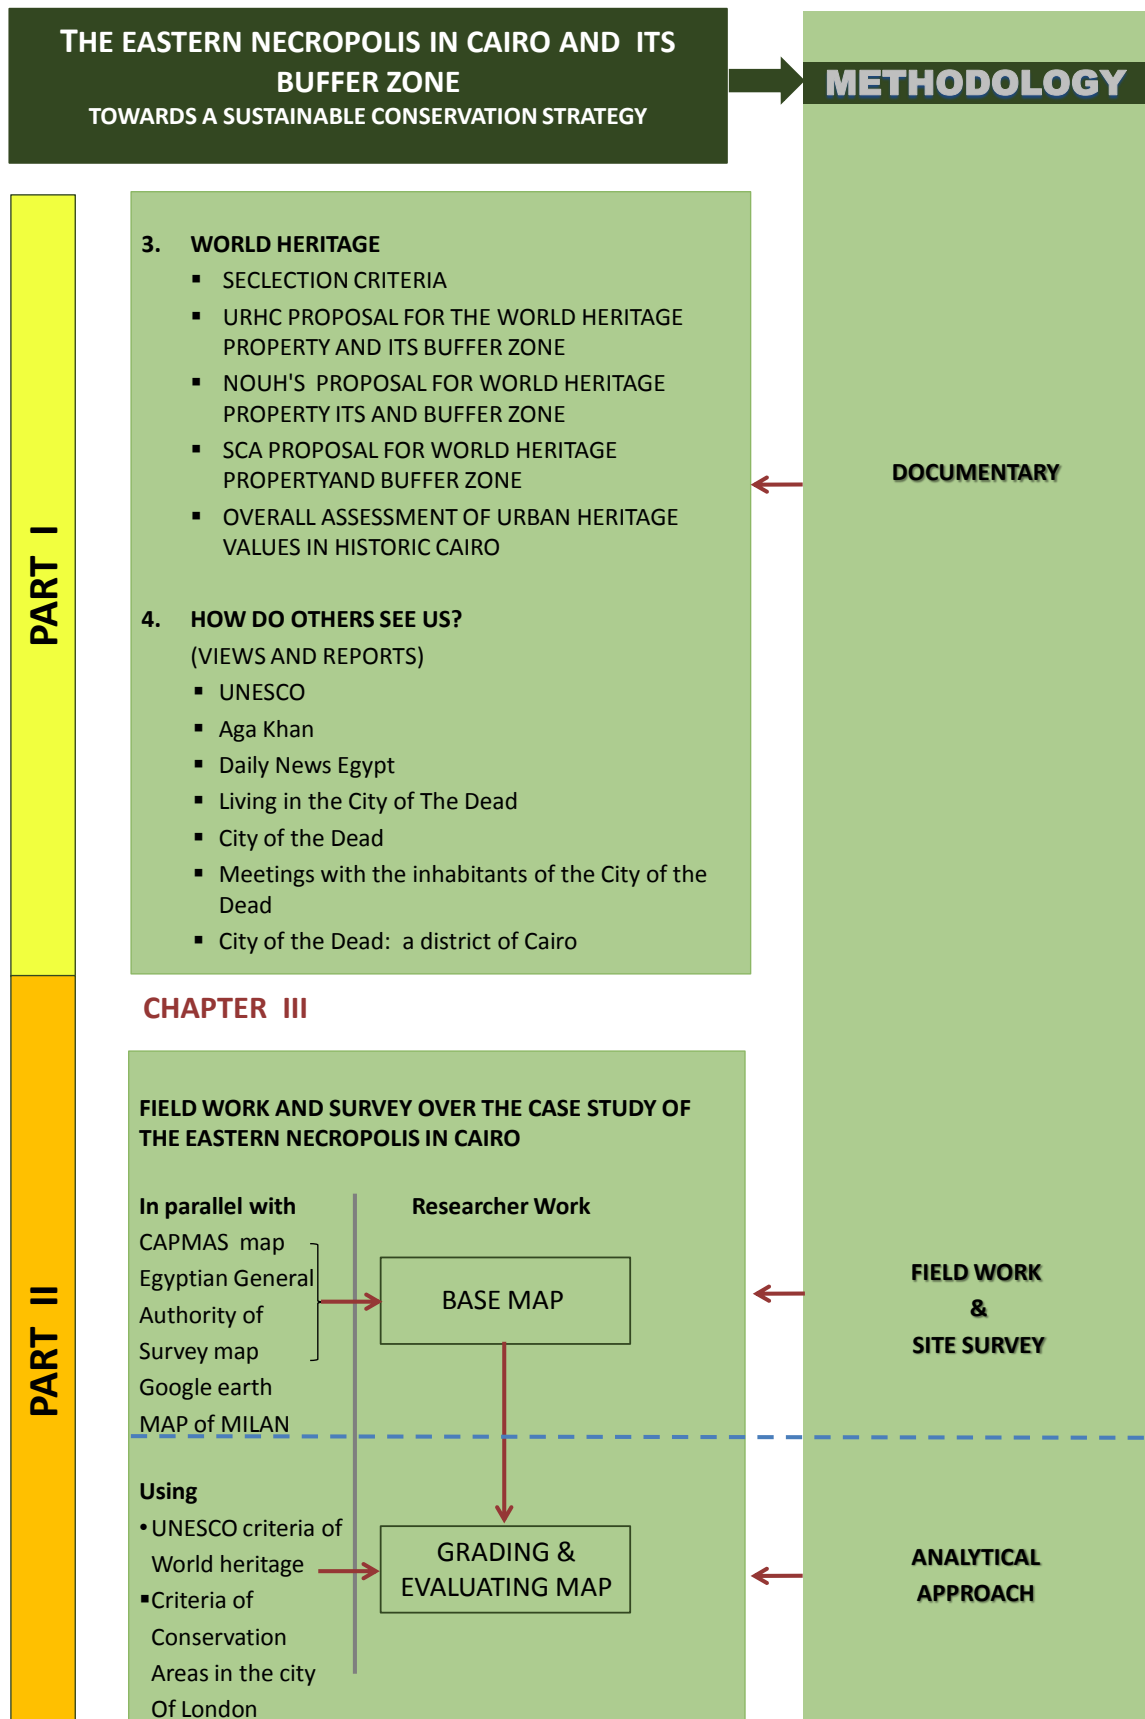 THE EASTERN NECROPOLIS IN CAIRO AND ITS
BUFFER ZONE
TOWARDS A SUSTAINABLE CONSERVATION STRATEGY
METHODOLOGY
PART I
3. WORLD HERITAGE
▪ SECLECTION CRITERIA
▪ URHC PROPOSAL FOR THE WORLD HERITAGE
PROPERTY AND ITS BUFFER ZONE
▪ NOUH'S PROPOSAL FOR WORLD HERITAGE
PROPERTY ITS AND BUFFER ZONE
▪ SCA PROPOSAL FOR WORLD HERITAGE
PROPERTYAND BUFFER ZONE
▪ OVERALL ASSESSMENT OF URBAN HERITAGE
VALUES IN HISTORIC CAIRO
4. HOW DO OTHERS SEE US?
(VIEWS AND REPORTS)
▪ UNESCO
▪ Aga Khan
▪ Daily News Egypt
▪ Living in the City of The Dead
▪ City of the Dead
▪ Meetings with the inhabitants of the City of the
Dead
▪ City of the Dead: a district of Cairo
DOCUMENTARY
PART II
CHAPTER III
FIELD WORK AND SURVEY OVER THE CASE STUDY OF
THE EASTERN NECROPOLIS IN CAIRO
In parallel with
CAPMAS map
Egyptian General
Authority of
Survey map
Google earth
MAP of MILAN
Researcher Work
BASE MAP
FIELD WORK
&
SITE SURVEY
Using
• UNESCO criteria of
World heritage
▪Criteria of
Conservation
Areas in the city
Of London
GRADING &
EVALUATING MAP
ANALYTICAL
APPROACH